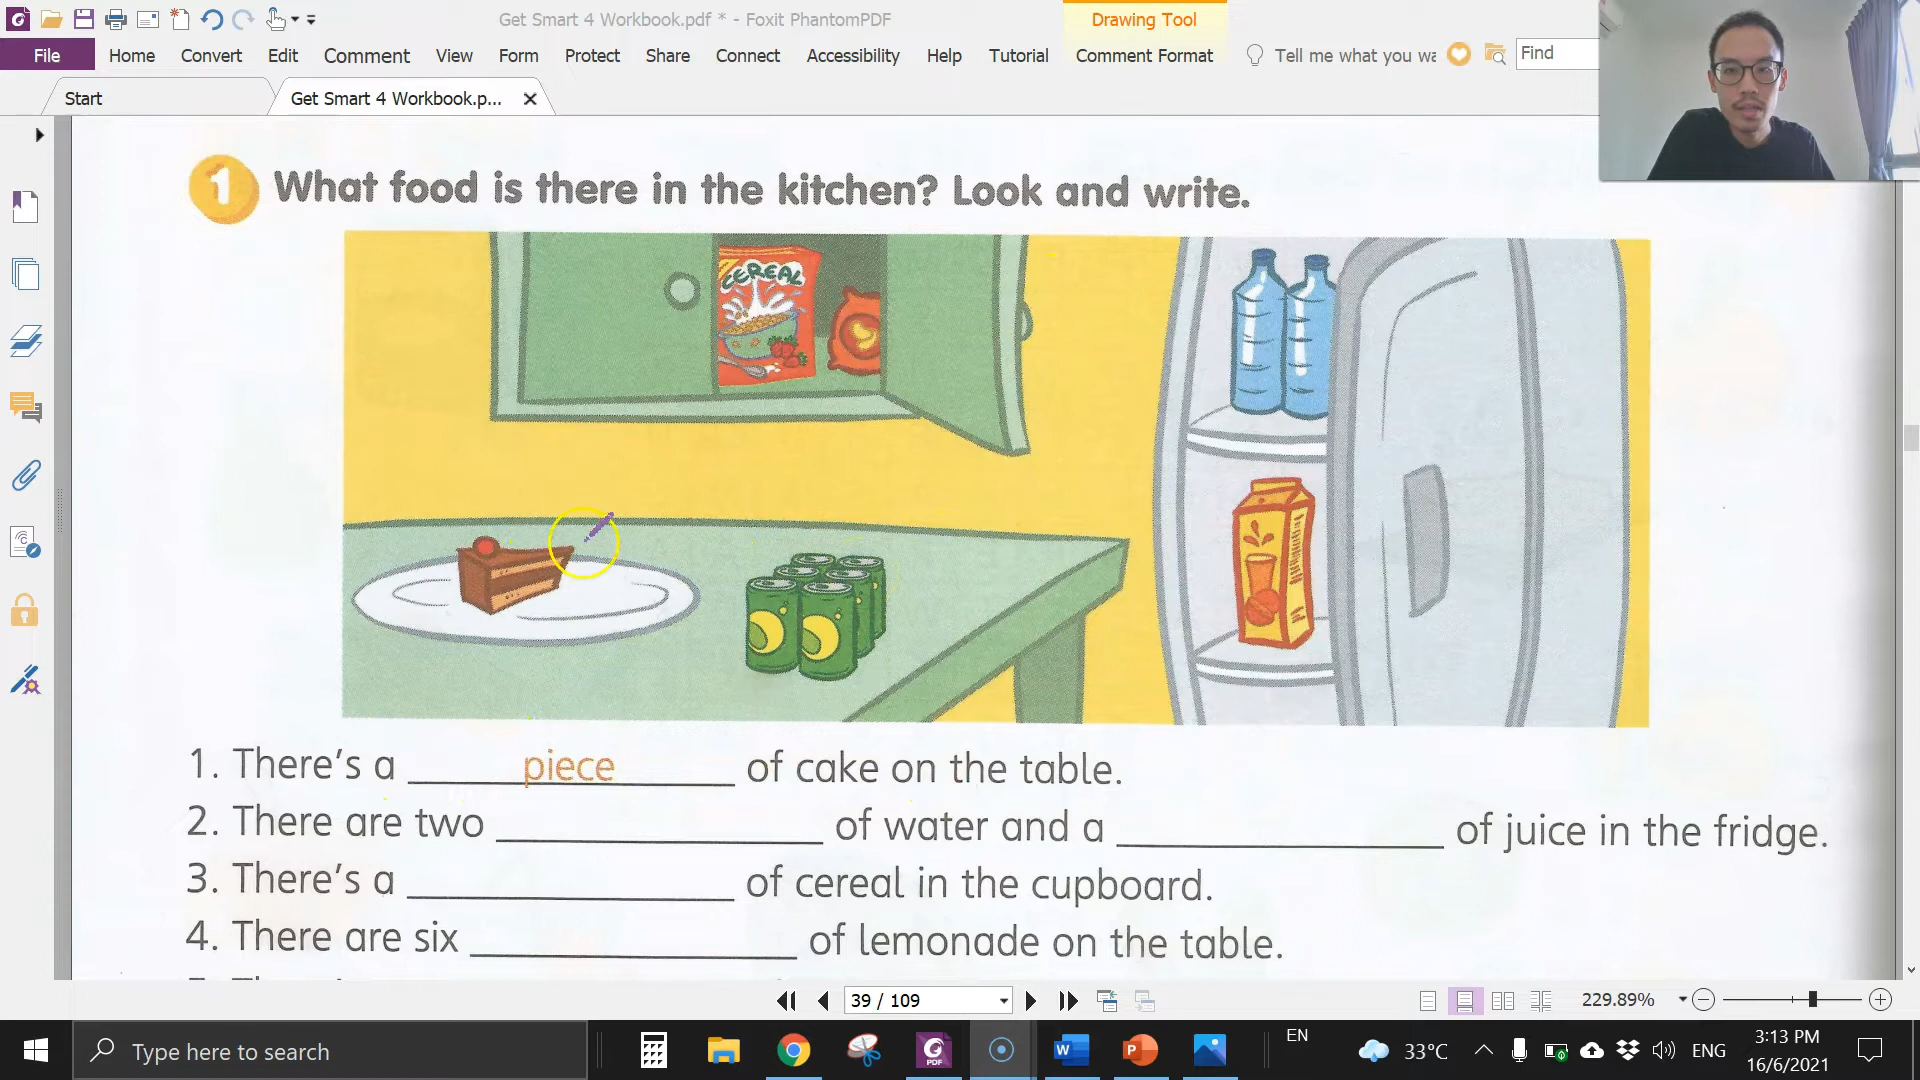 Get Smart 4 Workbook.pdf * - Foxit PhantomPDF
Drawing Tool
File Home Convert Edit Comment View Form Protect Share Connect Accessibility Help Tutorial Comment Format Tell me what you wa Find
Start
Get Smart 4 Workbook.p...
1 What food is there in the kitchen? Look and write.
CEREAL
1. There's a piece of cake on the table.
2. There are two of water and a of juice in the fridge.
3. There's a of cereal in the cupboard.
4. There are six of lemonade on the table.
39 / 109
229.89%
Type here to search
PDF
W
P
EN
33°C
ENG
3:13 PM
16/6/2021